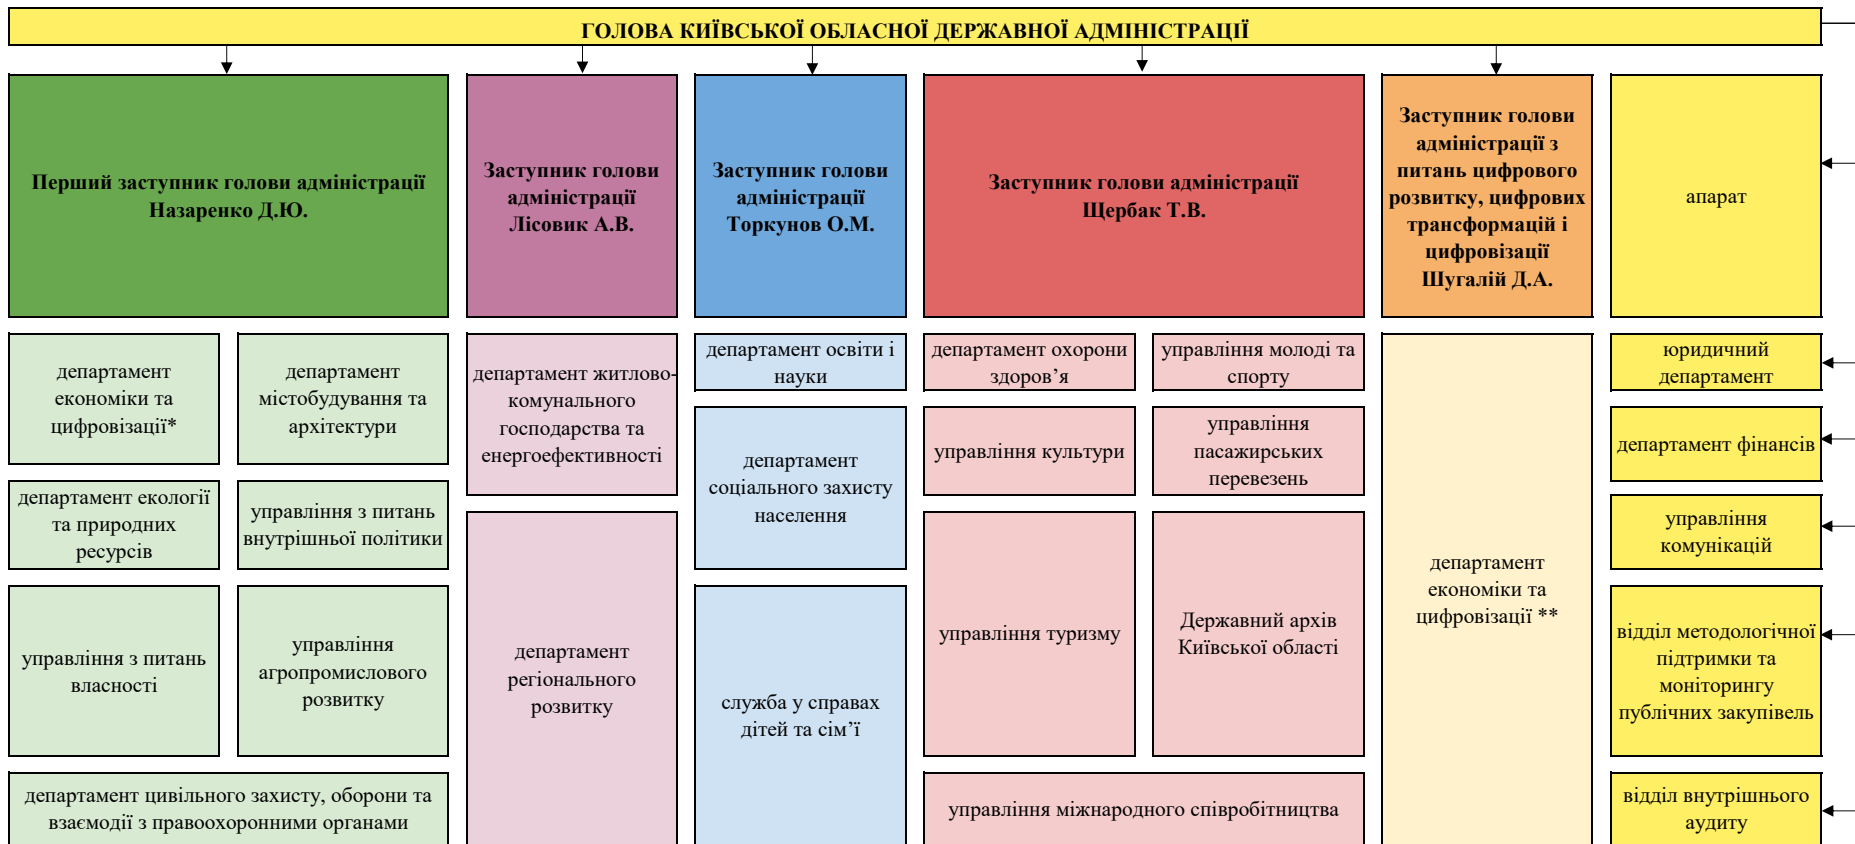 ГОЛОВА КИЇВСЬКОЇ ОБЛАСНОЇ ДЕРЖАВНОЇ АДМІНІСТРАЦІЇ
Перший заступник голови адміністрації
Назаренко Д.Ю.
Заступник голови
адміністрації
Лісовик А.В.
Заступник голови
адміністрації
Торкунов О.М.
Заступник голови адміністрації
Щербак Т.В.
Заступник голови
адміністрації з
питань цифрового
розвитку, цифрових
трансформацій і
цифровізації
Шугалій Д.А.
апарат
департамент
економіки та
цифровізації*
департамент
містобудування та
архітектури
департамент екології
та природних
ресурсів
управління з питань
внутрішньої політики
управління з питань
власності
управління
агропромислового
розвитку
департамент цивільного захисту, оборони та
взаємодії з правоохоронними органами
департамент житлово-
комунального
господарства та
енергоефективності
департамент
регіонального
розвитку
департамент освіти і
науки
департамент
соціального захисту
населення
служба у справах
дітей та сім’ї
департамент охорони
здоров’я
управління молоді та
спорту
управління культури
управління
пасажирських
перевезень
управління туризму
Державний архів
Київської області
управління міжнародного співробітництва
департамент
економіки та
цифровізації **
юридичний
департамент
департамент фінансів
управління
комунікацій
відділ методологічної
підтримки та
моніторингу
публічних закупівель
відділ внутрішнього
аудиту